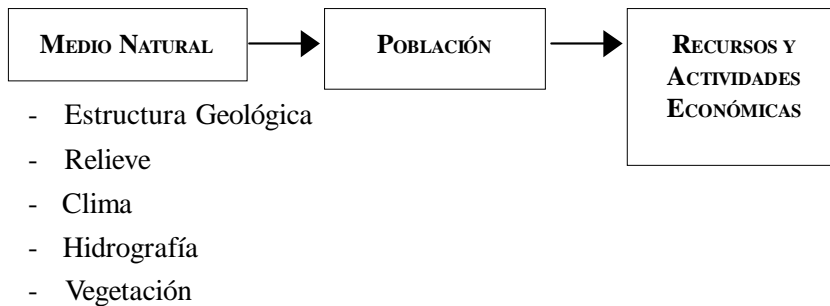 MEDIO NATURAL
POBLACIÓN
RECURSOS Y
ACTIVIDADES
ECONÓMICAS
- Estructura Geológica
- Relieve
- Clima
- Hidrografía
- Vegetación